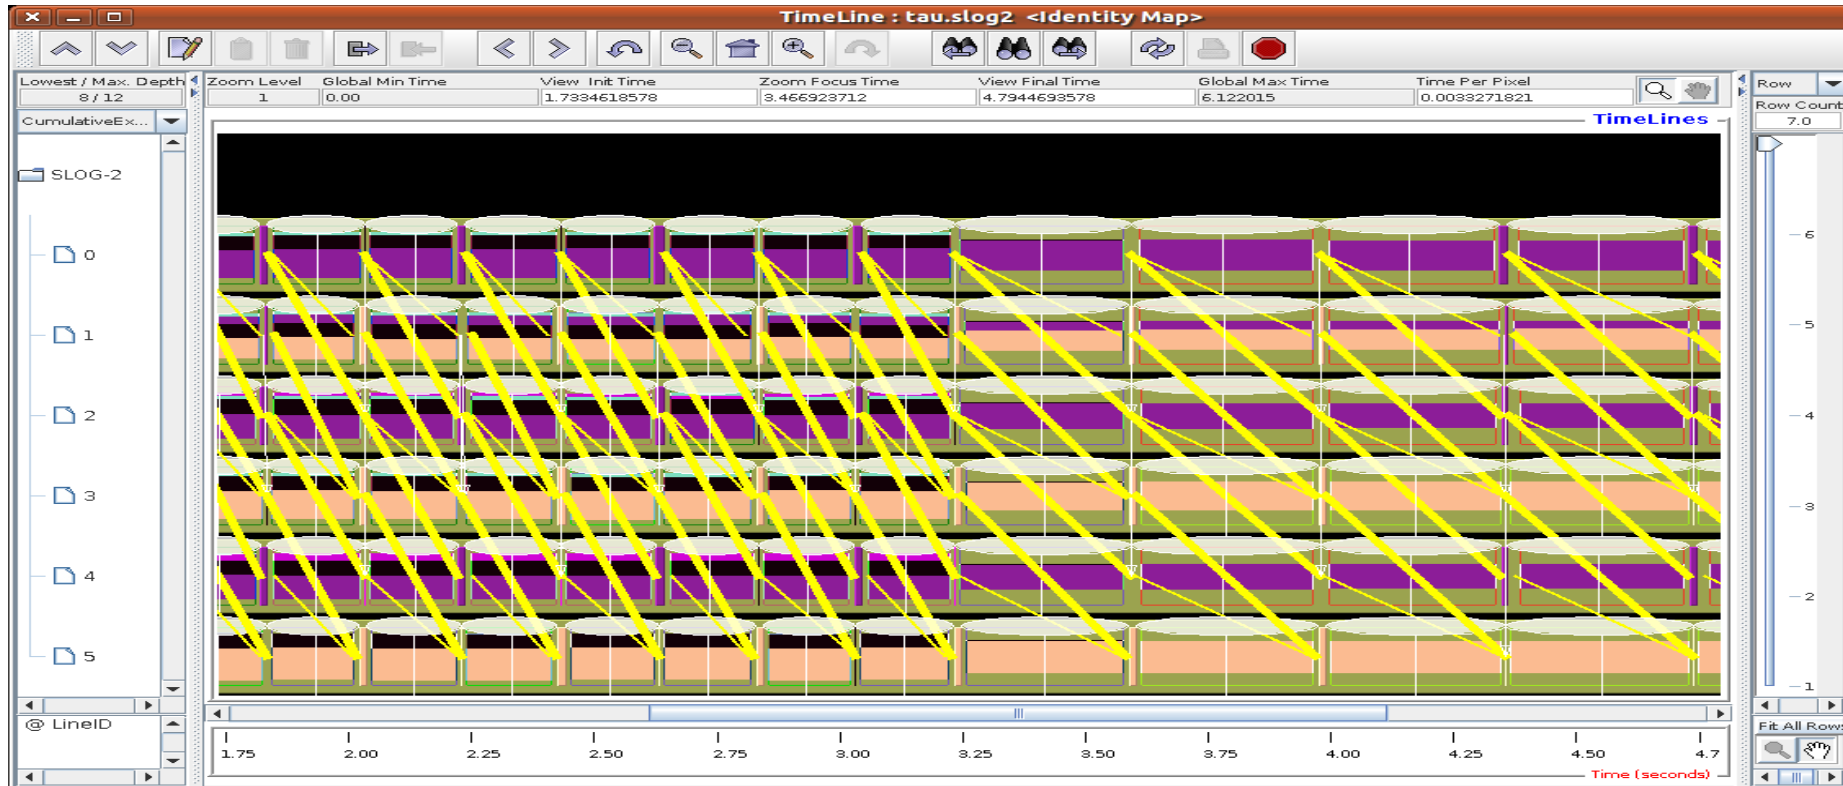 TimeLine : tau.slog2 <Identity Map>
Lowest / Max. Depth
8 / 12
Zoom Level Global Min Time View Init Time Zoom Focus Time View Final Time Global Max Time Time Per Pixel
1 0.00 1.7334618578 3.466923712 4.7944693578 6.122015 0.0033271821
Row
Row Count
7.0
CumulativeEx...
TimeLines
SLOG-2
0
1
2
3
4
5
6
5
4
3
2
1
@ LineID
1.75 2.00 2.25 2.50 2.75 3.00 3.25 3.50 3.75 4.00 4.25 4.50 4.7
Time (seconds)
Fit All Rows